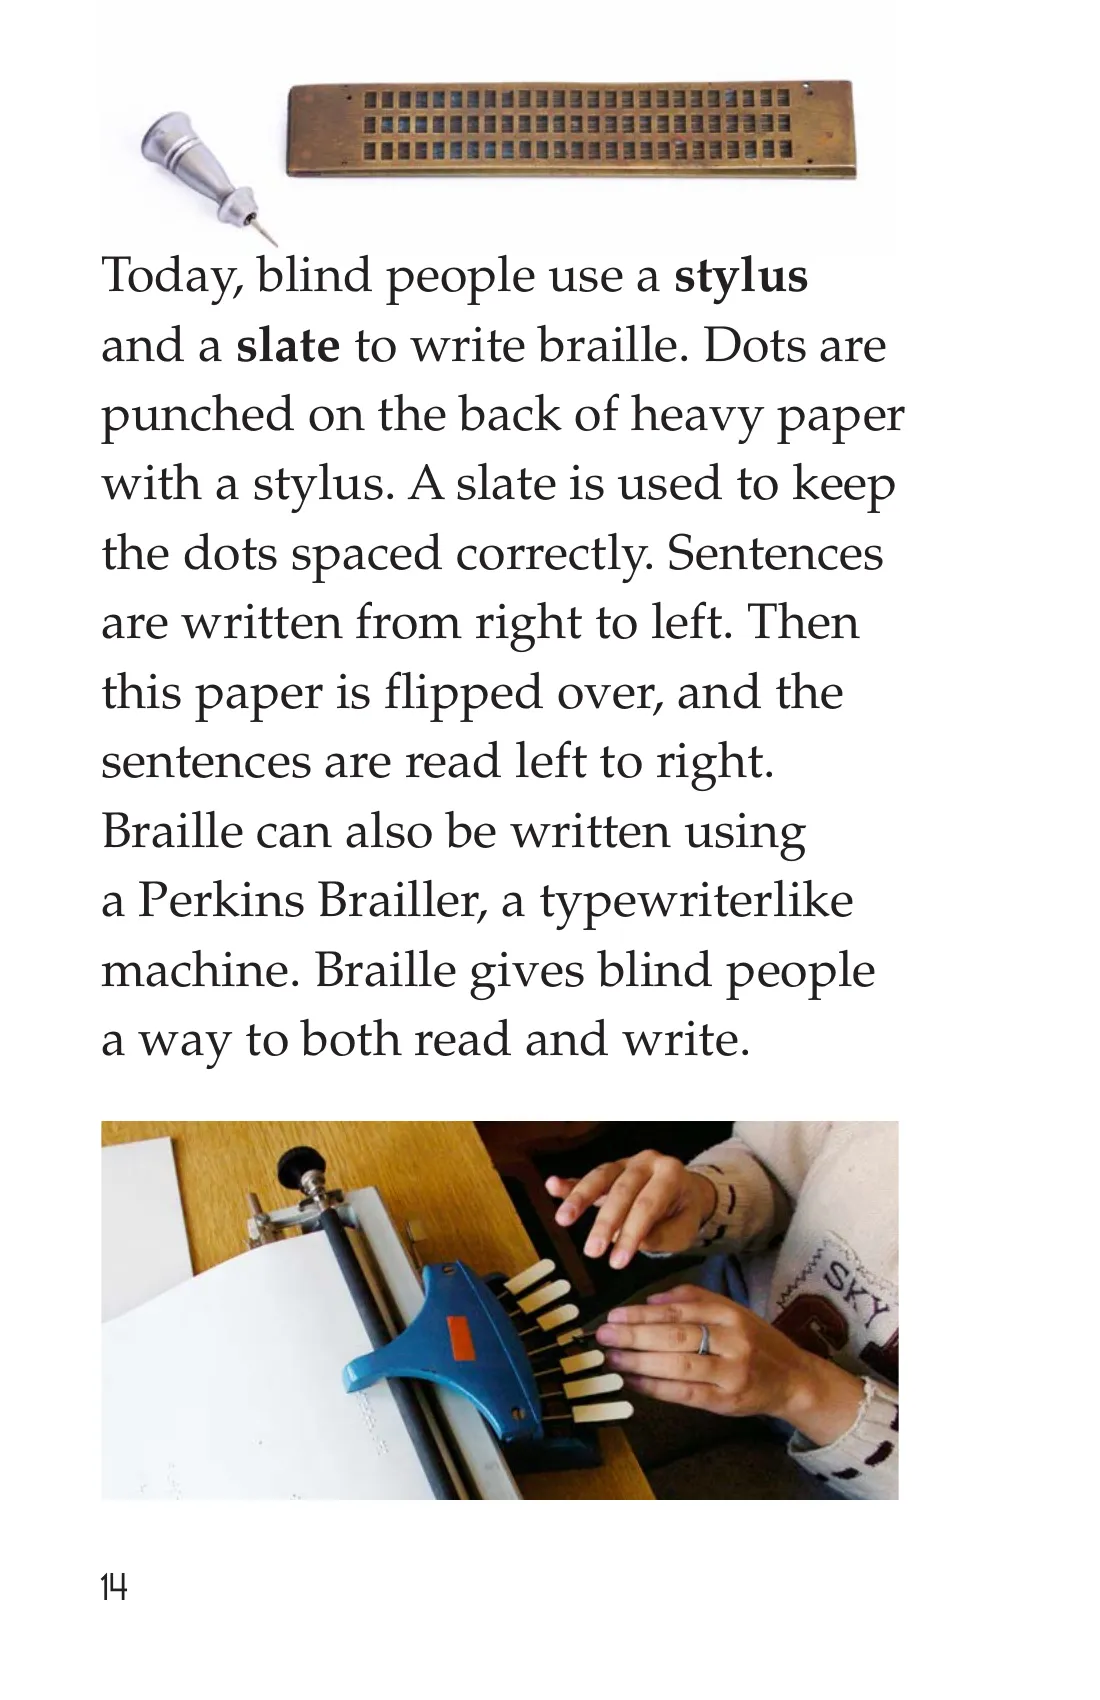 Today, blind people use a stylus
and a slate to write braille. Dots are
punched on the back of heavy paper
with a stylus. A slate is used to keep
the dots spaced correctly. Sentences
are written from right to left. Then
this paper is flipped over, and the
sentences are read left to right.
Braille can also be written using
a Perkins Brailler, a typewriterlike
machine. Braille gives blind people
a way to both read and write.
SKY
14